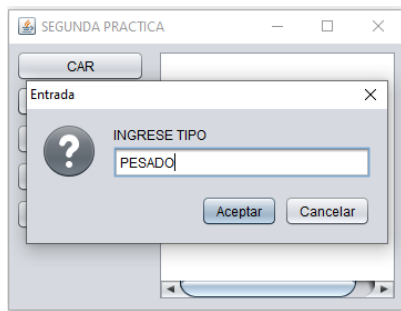 SEGUNDA PRACTICA
CAR
Entrada
INGRESE TIPO
PESADO
Aceptar
Cancelar